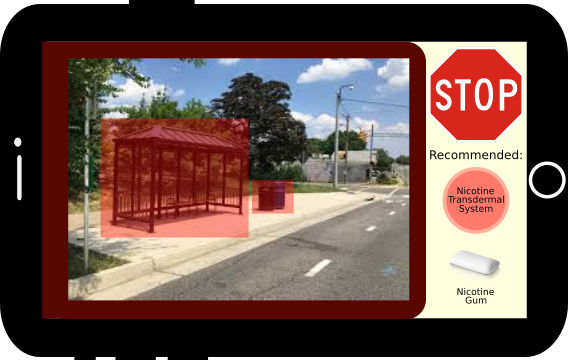 STOP
Recommended:
Nicotine
Transdermal
System
Nicotine
Gum